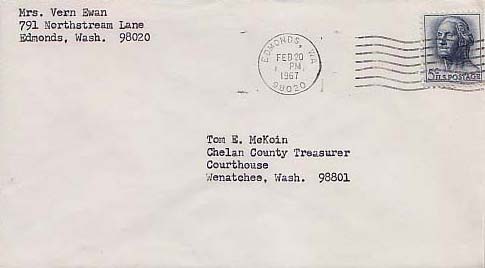 Mrs. Vern Ewan
791 Northstream Lane
Edmonds, Wash. 98020
EDMONDS, WA
FEB 20
PM
1967
98020
5¢ U.S. POSTAGE
Tom E. McKoin
Chelan County Treasurer
Courthouse
Wenatchee, Wash. 98801